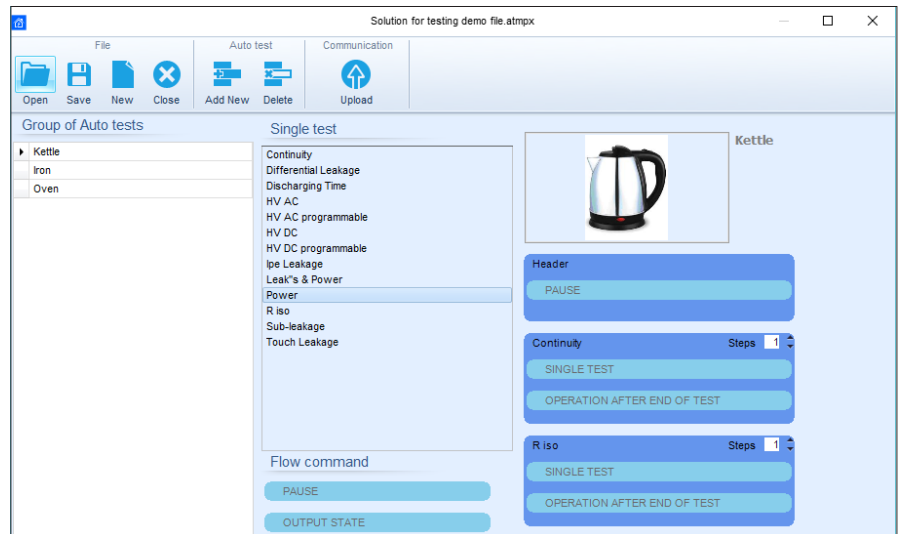 Solution for testing demo file.atmpx
File
Auto test
Communication
Open
Save
New
Close
Add New
Delete
Upload
Group of Auto tests
Kettle
Iron
Oven
Single test
Continuity
Differential Leakage
Discharging Time
HV AC
HV AC programmable
HV DC
HV DC programmable
Ipe Leakage
Leak"s & Power
Power
R iso
Sub-leakage
Touch Leakage
Flow command
PAUSE
OUTPUT STATE
Kettle
Header
PAUSE
Continuity Steps 1
SINGLE TEST
OPERATION AFTER END OF TEST
R iso Steps 1
SINGLE TEST
OPERATION AFTER END OF TEST